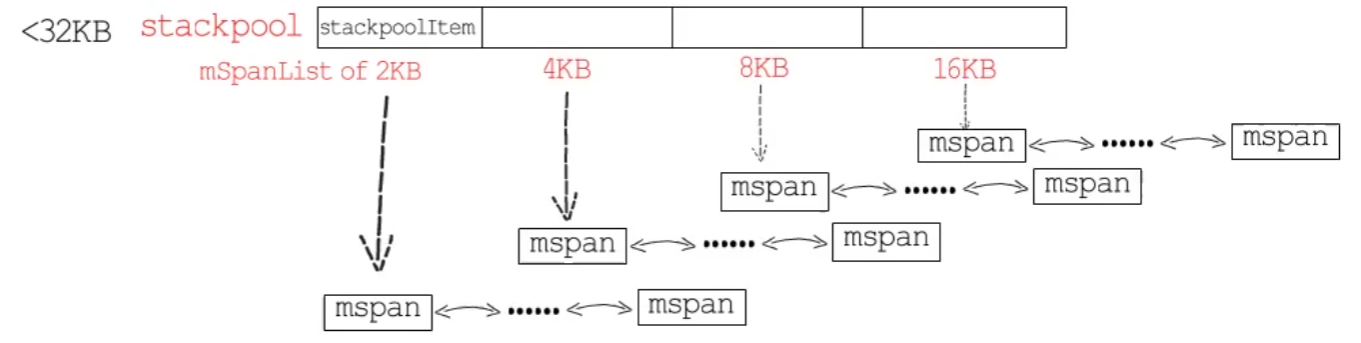 <32KB stackpool stackpoolItem
mSpanList of 2KB 4KB 8KB 16KB
mspan •••••• mspan
mspan •••••• mspan
mspan •••••• mspan
mspan •••••• mspan